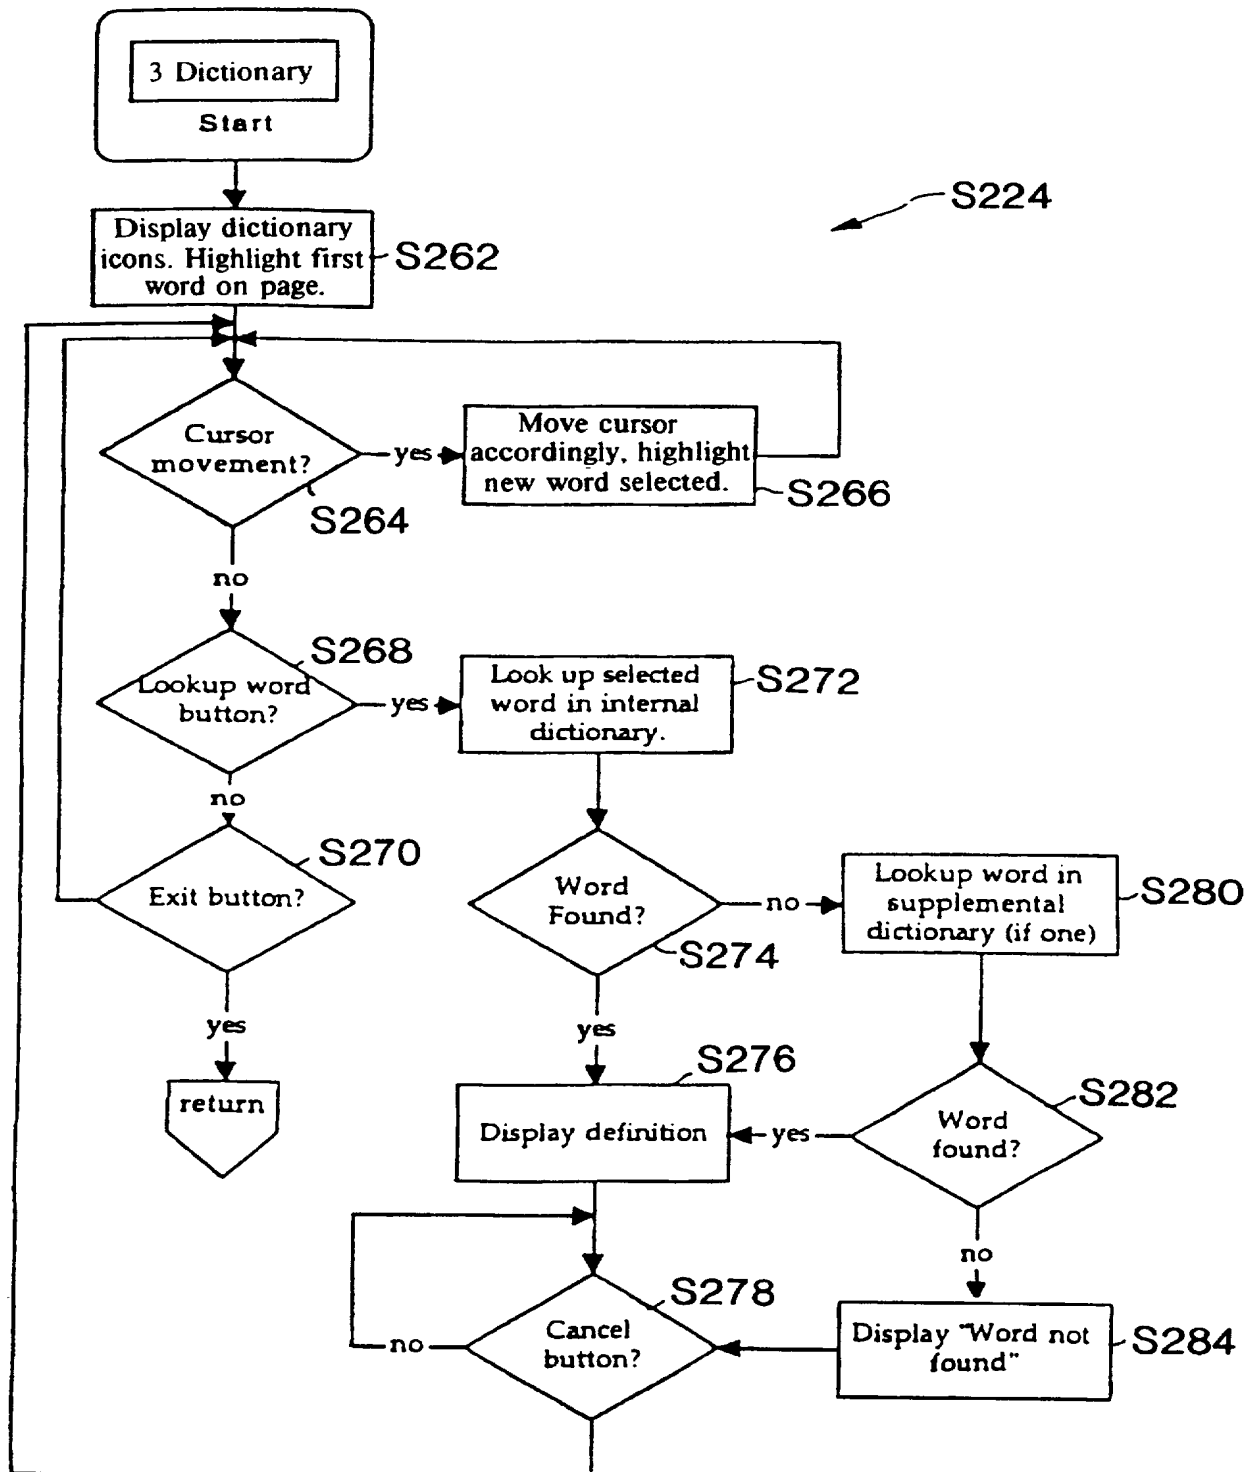 3 Dictionary
Start
S224
Display dictionary
icons. Highlight first
word on page.
S262
Cursor
movement?
yes
Move cursor
accordingly, highlight
new word selected.
S266
S264
no
S268
Lookup word
button?
yes
Look up selected
word in internal
dictionary.
S272
no
S270
Exit button?
Word
Found?
no
Lookup word in
supplemental
dictionary (if one)
S280
S274
yes
return
yes
S276
Display definition
yes
Word
found?
S282
no
S278
Cancel
button?
no
Display "Word not
found"
S284